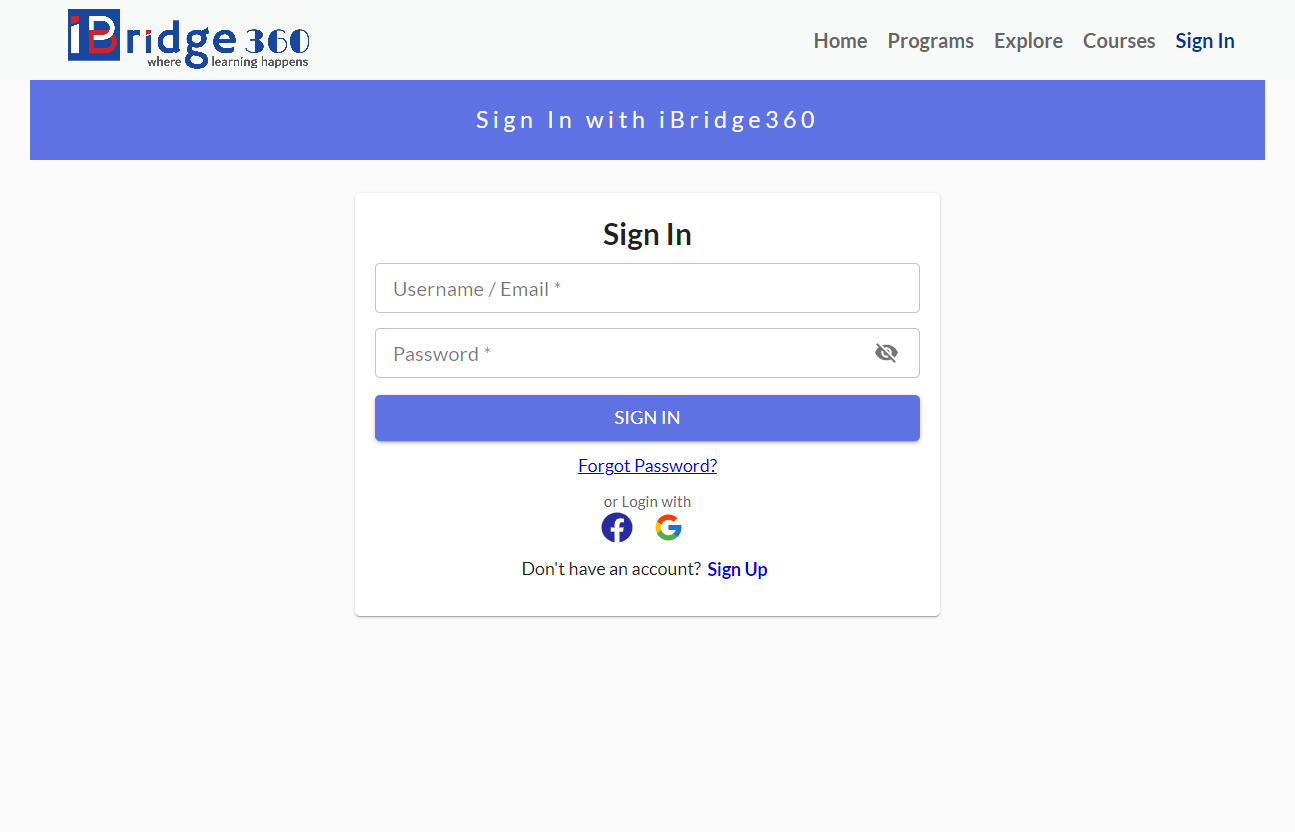 iBridge 360
where learning happens
Home Programs Explore Courses Sign In
Sign In with iBridge360
Sign In
Username / Email *
Password *
SIGN IN
Forgot Password?
or Login with
Don't have an account? Sign Up